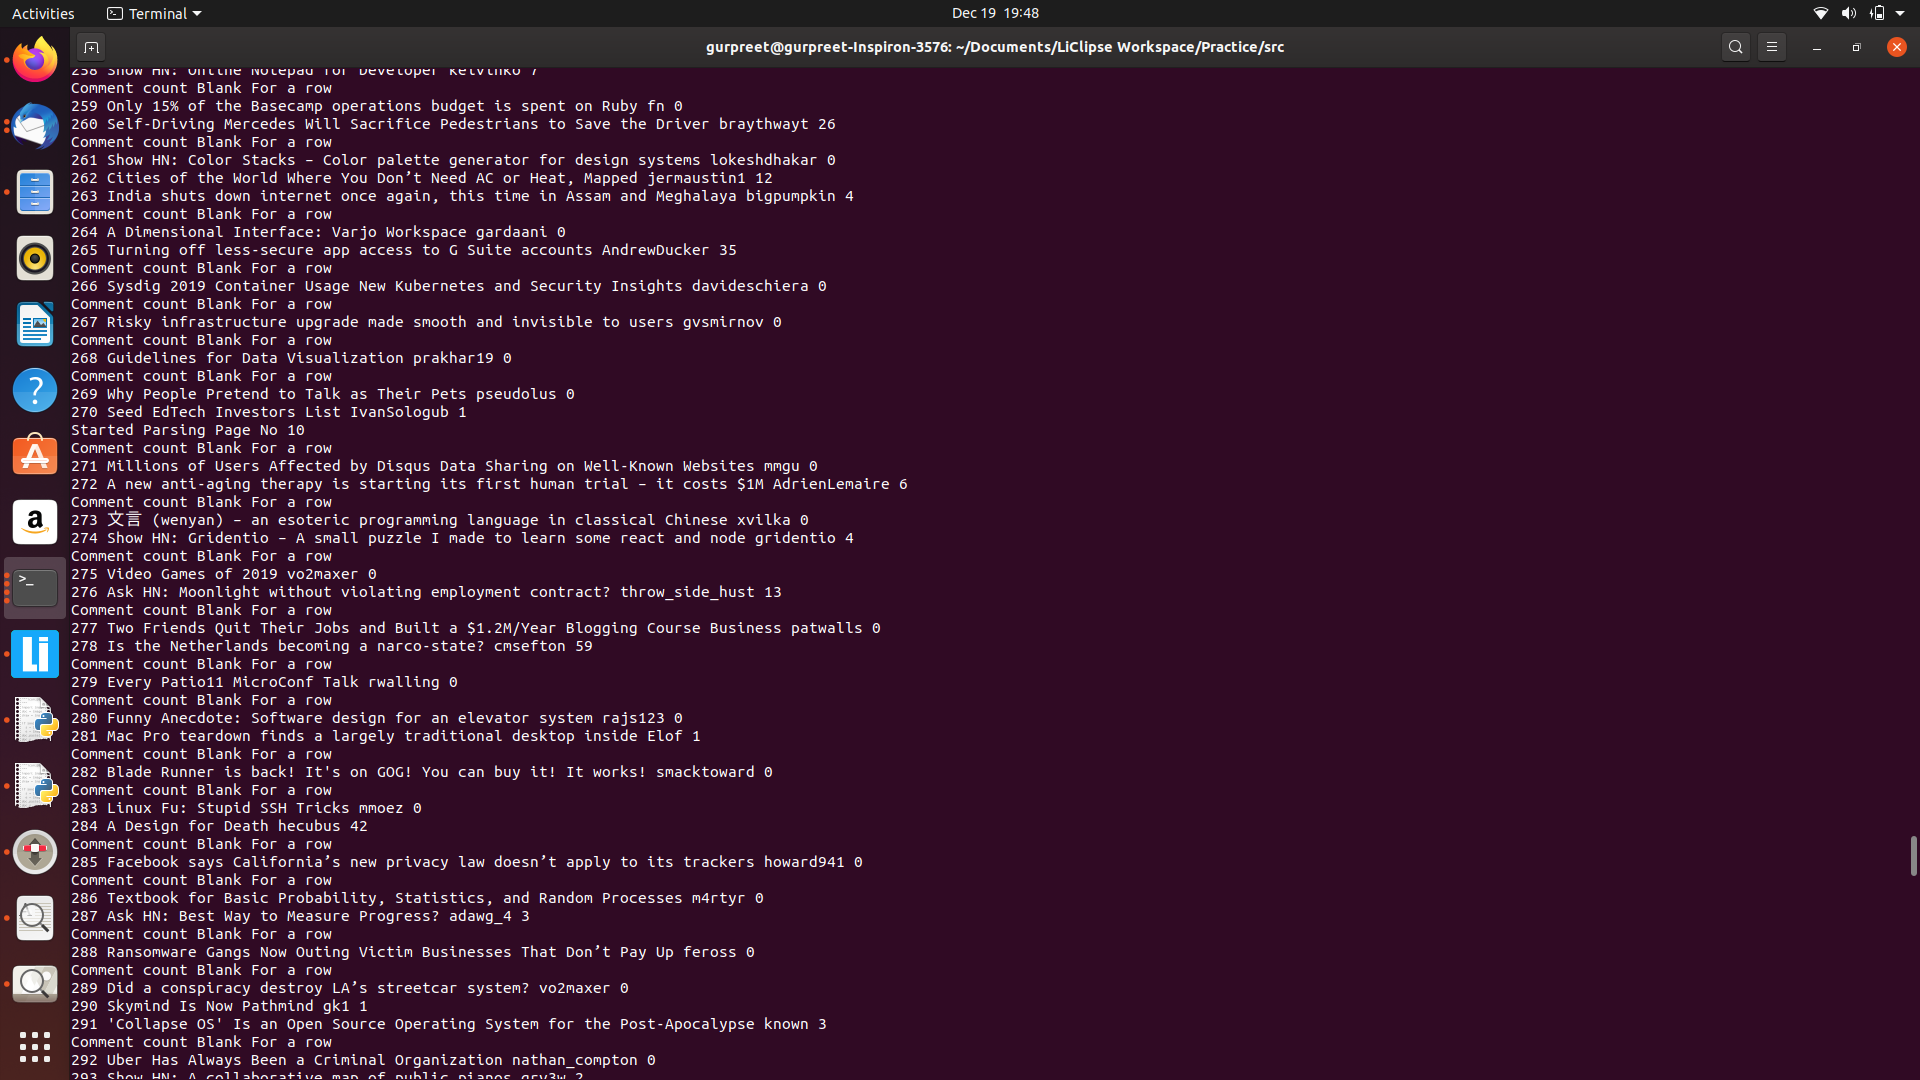 Activities
Terminal
Dec 19 19:48
gurpreet@gurpreet-Inspiron-3576: ~/Documents/LiClipse Workspace/Practice/src
258 Show HN: Online Notepad for Developer kelvinko 7
Comment count Blank For a row
259 Only 15% of the Basecamp operations budget is spent on Ruby fn 0
260 Self-Driving Mercedes Will Sacrifice Pedestrians to Save the Driver braythwayt 26
Comment count Blank For a row
261 Show HN: Color Stacks – Color palette generator for design systems lokeshdhakar 0
262 Cities of the World Where You Don’t Need AC or Heat, Mapped jermaustin1 12
263 India shuts down internet once again, this time in Assam and Meghalaya bigpumpkin 4
Comment count Blank For a row
264 A Dimensional Interface: Varjo Workspace gardaani 0
265 Turning off less-secure app access to G Suite accounts AndrewDucker 35
Comment count Blank For a row
266 Sysdig 2019 Container Usage New Kubernetes and Security Insights davideschiera 0
Comment count Blank For a row
267 Risky infrastructure upgrade made smooth and invisible to users gvsmirnov 0
Comment count Blank For a row
268 Guidelines for Data Visualization prakhar19 0
Comment count Blank For a row
269 Why People Pretend to Talk as Their Pets pseudolus 0
270 Seed EdTech Investors List IvanSologub 1
Started Parsing Page No 10
Comment count Blank For a row
271 Millions of Users Affected by Disqus Data Sharing on Well-Known Websites mmgu 0
272 A new anti-aging therapy is starting its first human trial – it costs $1M AdrienLemaire 6
Comment count Blank For a row
273 文言 (wenyan) – an esoteric programming language in classical Chinese xvilka 0
274 Show HN: Gridentio – A small puzzle I made to learn some react and node gridentio 4
Comment count Blank For a row
275 Video Games of 2019 vo2maxer 0
276 Ask HN: Moonlight without violating employment contract? throw_side_hust 13
Comment count Blank For a row
277 Two Friends Quit Their Jobs and Built a $1.2M/Year Blogging Course Business patwalls 0
278 Is the Netherlands becoming a narco-state? cmsefton 59
Comment count Blank For a row
279 Every Patio11 MicroConf Talk rwalling 0
Comment count Blank For a row
280 Funny Anecdote: Software design for an elevator system rajs123 0
281 Mac Pro teardown finds a largely traditional desktop inside Elof 1
Comment count Blank For a row
282 Blade Runner is back! It's on GOG! You can buy it! It works! smacktoward 0
Comment count Blank For a row
283 Linux Fu: Stupid SSH Tricks mmoez 0
284 A Design for Death hecubus 42
Comment count Blank For a row
285 Facebook says California’s new privacy law doesn’t apply to its trackers howard941 0
Comment count Blank For a row
286 Textbook for Basic Probability, Statistics, and Random Processes m4rtyr 0
287 Ask HN: Best Way to Measure Progress? adawg_4 3
Comment count Blank For a row
288 Ransomware Gangs Now Outing Victim Businesses That Don’t Pay Up feross 0
Comment count Blank For a row
289 Did a conspiracy destroy LA’s streetcar system? vo2maxer 0
290 Skymind Is Now Pathmind gk1 1
291 'Collapse OS' Is an Open Source Operating System for the Post-Apocalypse known 3
Comment count Blank For a row
292 Uber Has Always Been a Criminal Organization nathan_compton 0
293 Show HN: A collaborative map of public pianos